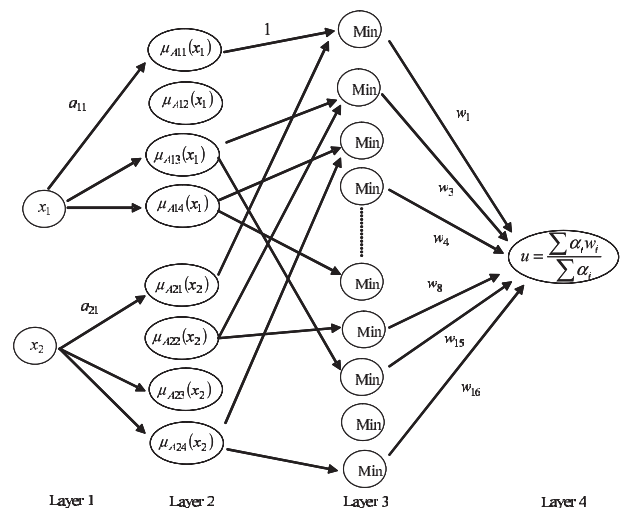 1
μA11(x1)
Min
a11
μA12(x1)
Min
w1
μA13(x1)
Min
x1
μA14(x1)
Min
w3
w4
u = ∑ αi wi / ∑ αi
μA21(x2)
Min
w8
a21
x2
μA22(x2)
Min
w15
μA23(x2)
Min
w16
μA24(x2)
Min
Min
Layer 1 Layer 2 Layer 3 Layer 4